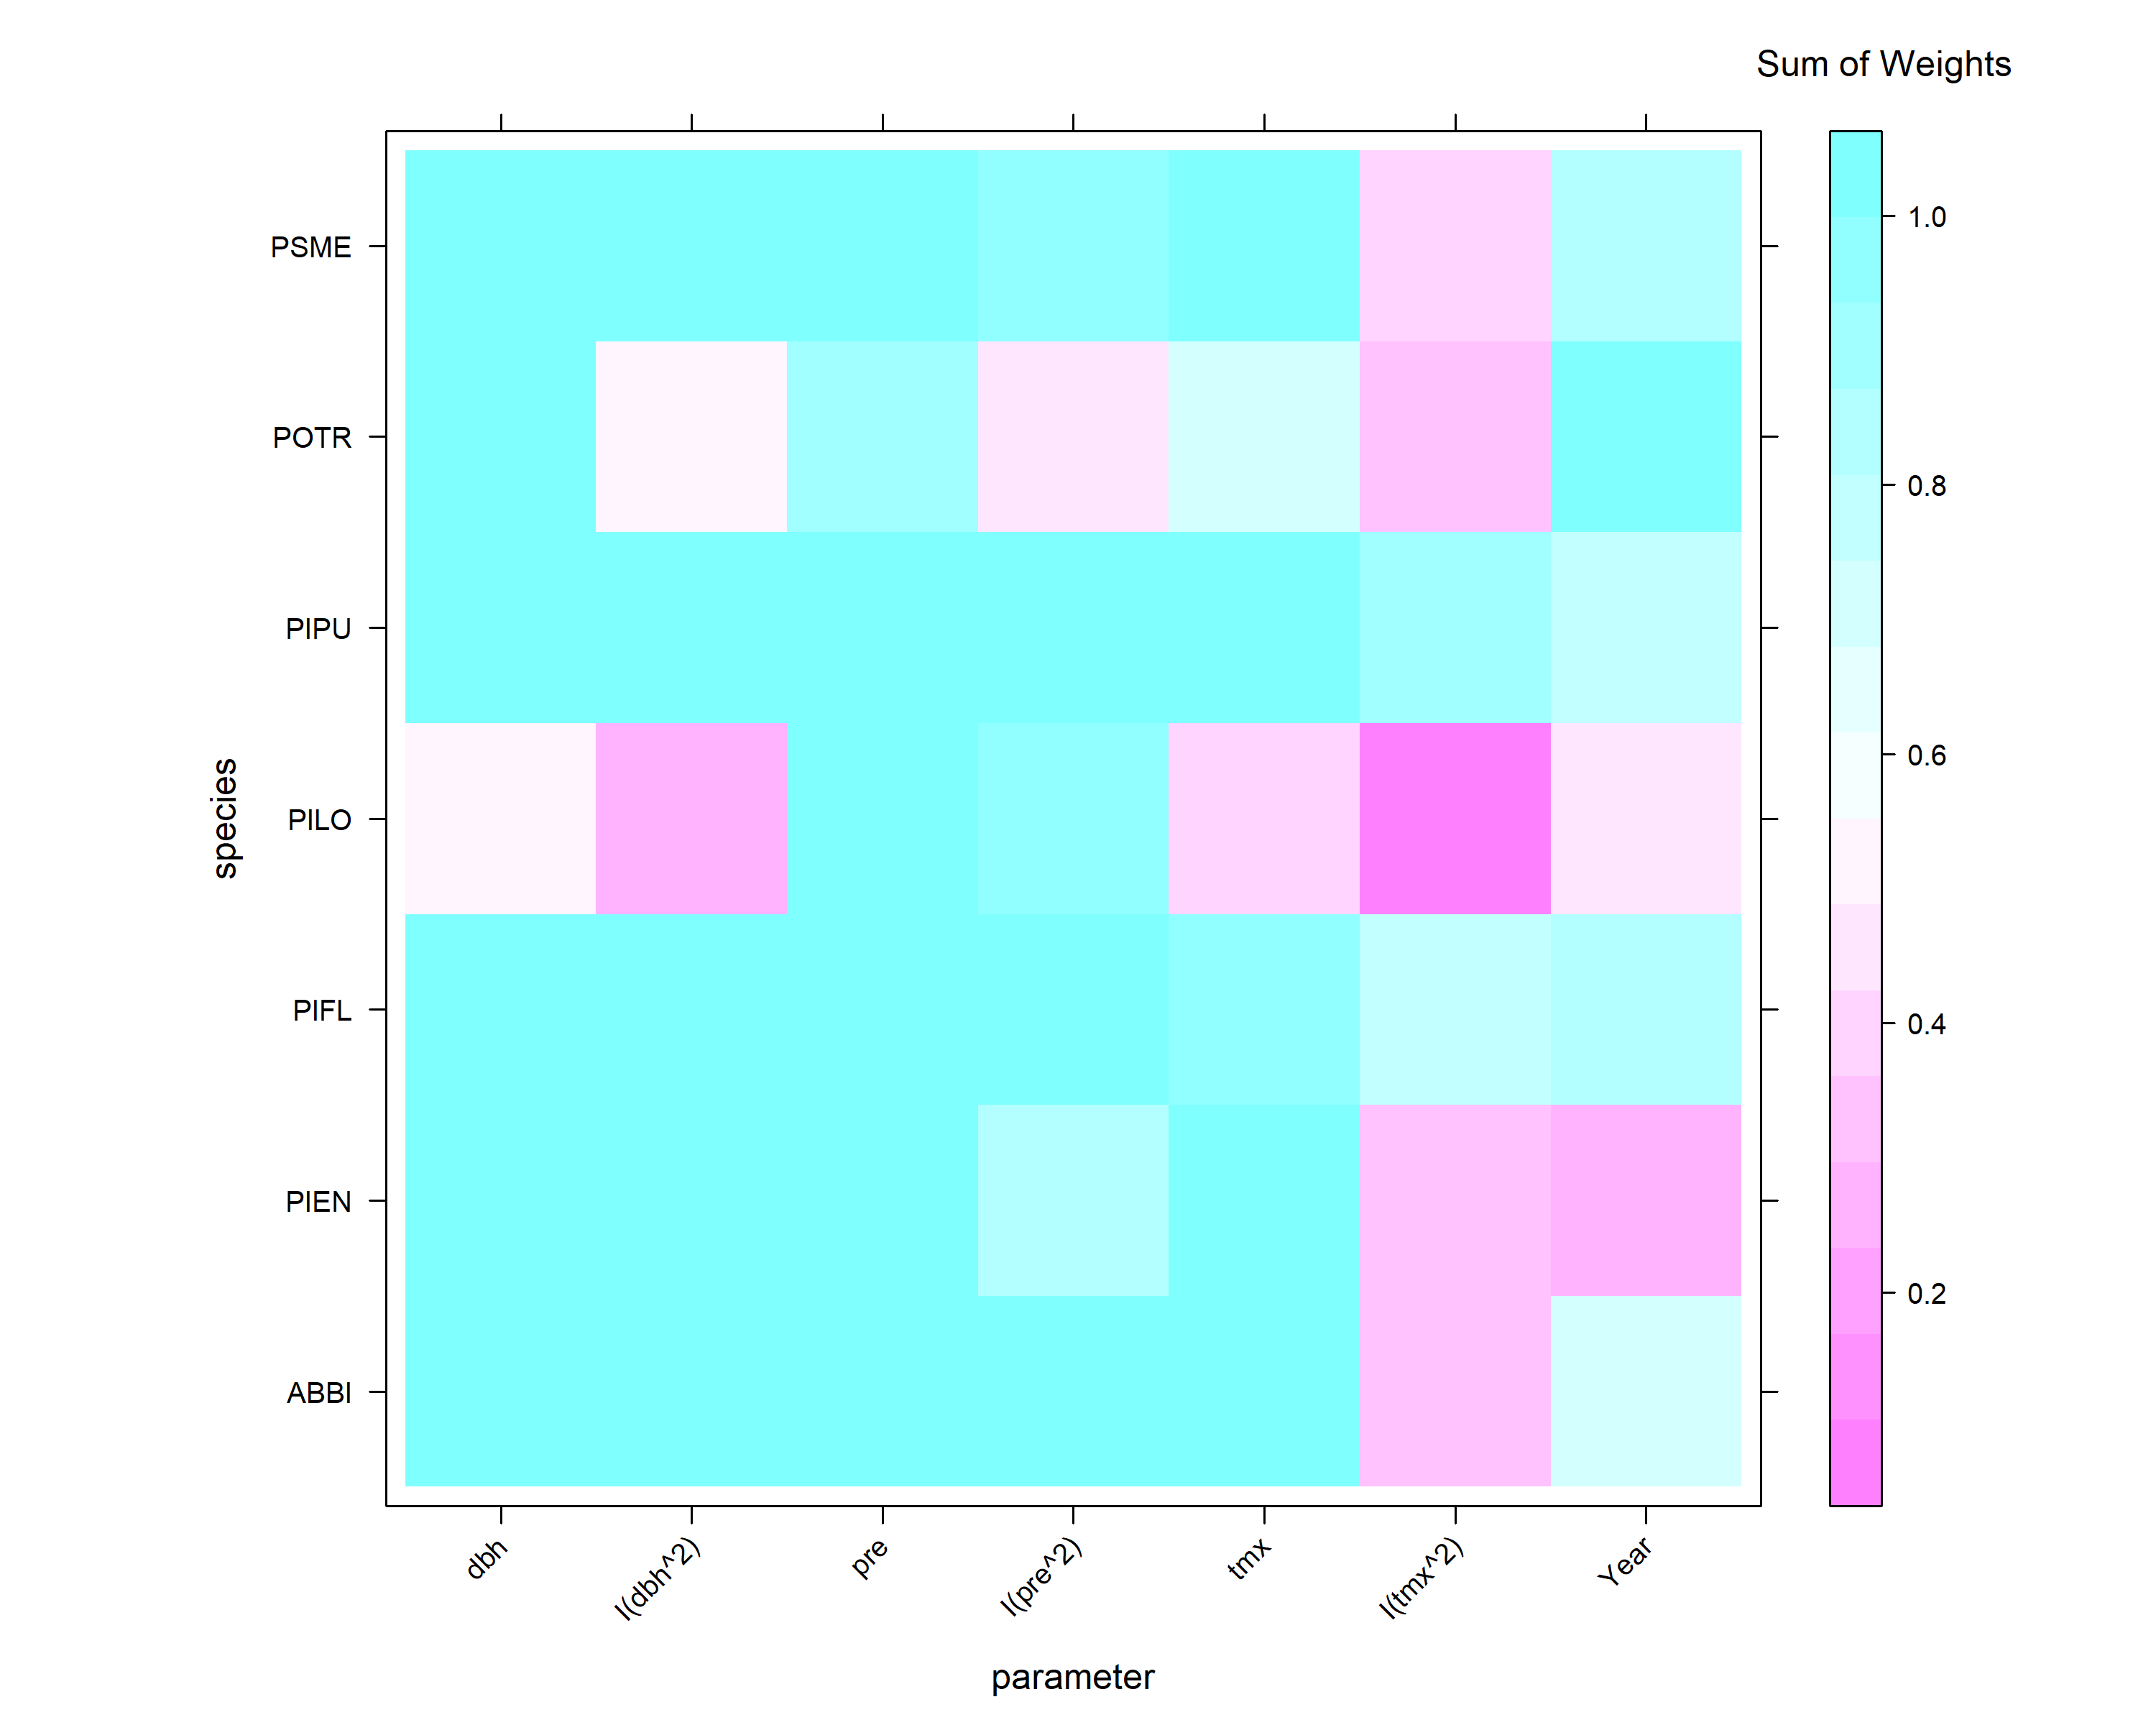 Sum of Weights
1.0
0.8
0.6
0.4
0.2
PSME
POTR
PIPU
PILO
PIFL
PIEN
ABBI
species
dbh
I(dbh^2)
pre
I(pre^2)
tmx
I(tmx^2)
Year
parameter